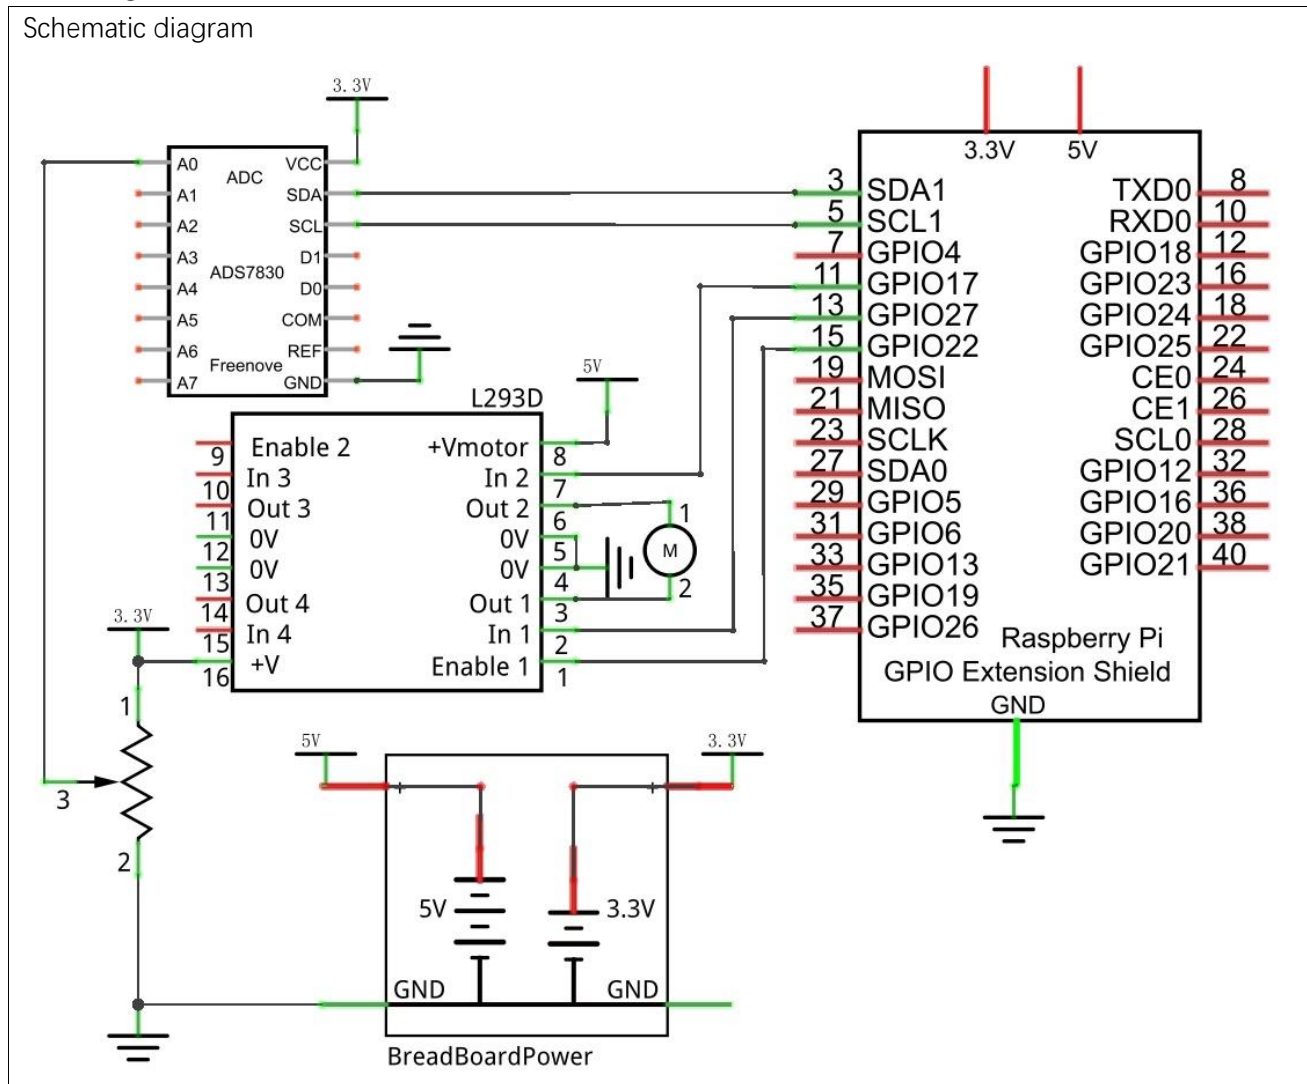 Schematic diagram
3.3V
A0
A1
A2
A3
A4
A5
A6
A7
ADC
ADS7830
Freenove
VCC
SDA
SCL
D1
D0
COM
REF
GND
3.3V 5V
3 SDA1 TXD0 8
5 SCL1 RXD0 10
7 GPIO4 GPIO18 12
11 GPIO17 GPIO23 16
13 GPIO27 GPIO24 18
15 GPIO22 GPIO25 22
19 MOSI CE0 24
21 MISO CE1 26
23 SCLK SCL0 28
27 SDA0 GPIO12 32
29 GPIO5 GPIO16 36
31 GPIO6 GPIO20 38
33 GPIO13 GPIO21 40
35 GPIO19
37 GPIO26
Raspberry Pi
GPIO Extension Shield
GND
5V
L293D
9 Enable 2 +Vmotor 8
10 In 3 In 2 7
11 Out 3 Out 2 6
12 0V 0V 5
13 0V 0V 4
14 Out 4 Out 1 3
15 In 4 In 1 2
16 +V Enable 1 1
1
M
2
3.3V
1
3
2
5V
3.3V
5V 3.3V
GND GND
BreadBoardPower